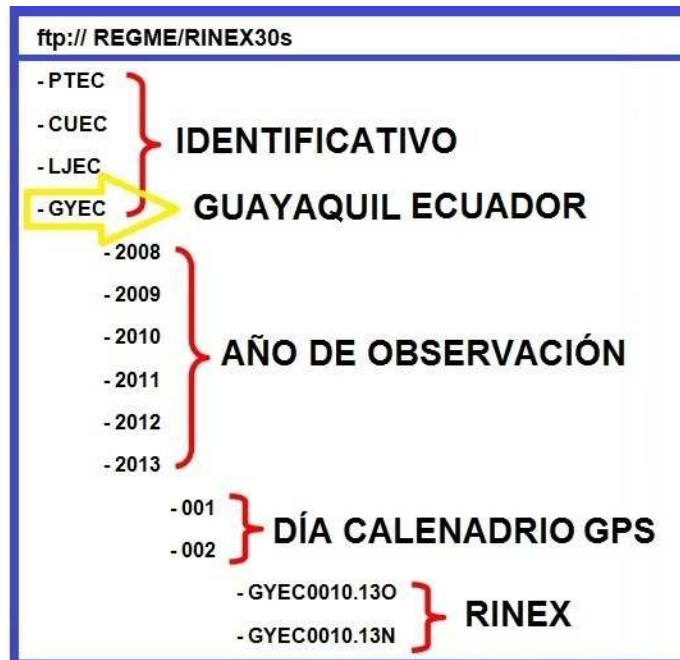 ftp:// REGME/RINEX30s
- PTEC
- CUEC
IDENTIFICATIVO
- LJEC
- GYEC
GUAYAQUIL ECUADOR
- 2008
- 2009
- 2010
AÑO DE OBSERVACIÓN
- 2011
- 2012
- 2013
- 001
DÍA CALENADRIO GPS
- 002
- GYEC0010.13O
RINEX
- GYEC0010.13N